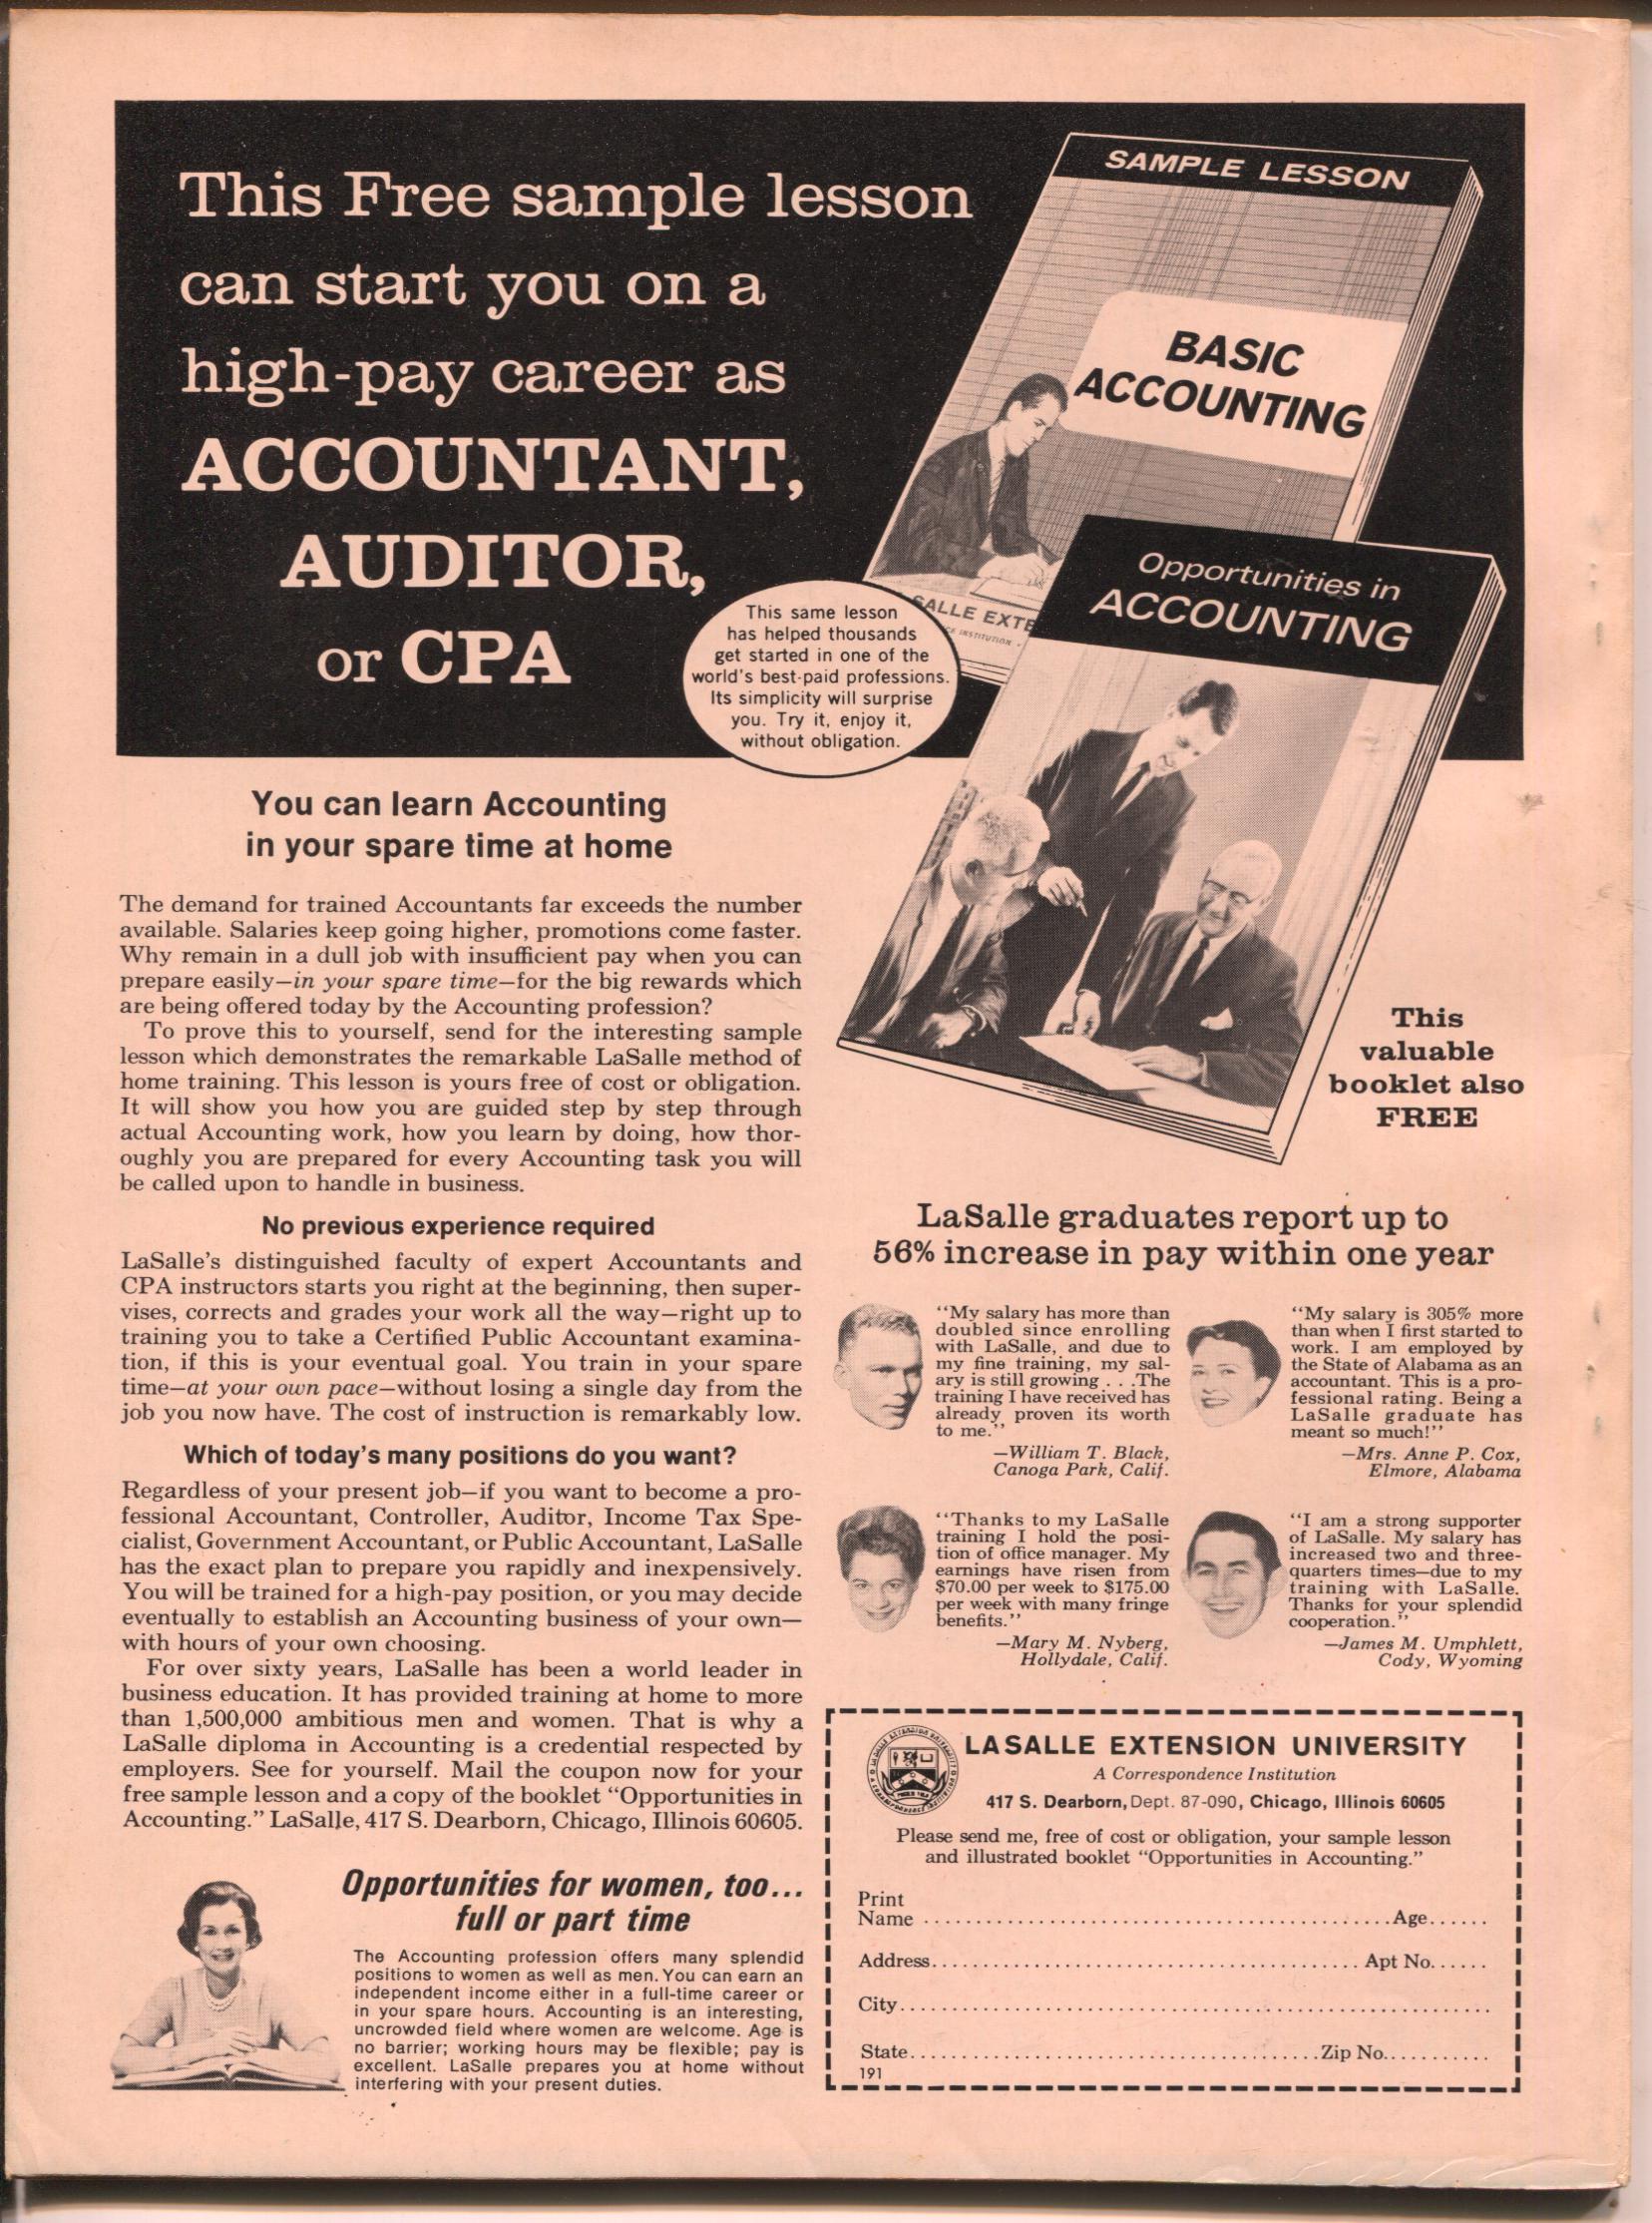 This Free sample lesson
can start you on a
high-pay career as
ACCOUNTANT,
AUDITOR,
or CPA
SAMPLE LESSON
BASIC
ACCOUNTING
SALLE EXTE
INSTITUTION
Opportunities in
ACCOUNTING
This same lesson
has helped thousands
get started in one of the
world's best-paid professions.
Its simplicity will surprise
you. Try it, enjoy it,
without obligation.
This
valuable
booklet also
FREE
You can learn Accounting
in your spare time at home
The demand for trained Accountants far exceeds the number
available. Salaries keep going higher, promotions come faster.
Why remain in a dull job with insufficient pay when you can
prepare easily—in your spare time—for the big rewards which
are being offered today by the Accounting profession?
To prove this to yourself, send for the interesting sample
lesson which demonstrates the remarkable LaSalle method of
home training. This lesson is yours free of cost or obligation.
It will show you how you are guided step by step through
actual Accounting work, how you learn by doing, how thor-
oughly you are prepared for every Accounting task you will
be called upon to handle in business.
No previous experience required
LaSalle's distinguished faculty of expert Accountants and
CPA instructors starts you right at the beginning, then super-
vises, corrects and grades your work all the way—right up to
training you to take a Certified Public Accountant examina-
tion, if this is your eventual goal. You train in your spare
time—at your own pace—without losing a single day from the
job you now have. The cost of instruction is remarkably low.
Which of today's many positions do you want?
Regardless of your present job—if you want to become a pro-
fessional Accountant, Controller, Auditor, Income Tax Spe-
cialist, Government Accountant, or Public Accountant, LaSalle
has the exact plan to prepare you rapidly and inexpensively.
You will be trained for a high-pay position, or you may decide
eventually to establish an Accounting business of your own—
with hours of your own choosing.
For over sixty years, LaSalle has been a world leader in
business education. It has provided training at home to more
than 1,500,000 ambitious men and women. That is why a
LaSalle diploma in Accounting is a credential respected by
employers. See for yourself. Mail the coupon now for your
free sample lesson and a copy of the booklet "Opportunities in
Accounting." LaSalle, 417 S. Dearborn, Chicago, Illinois 60605.
Opportunities for women, too...
full or part time
The Accounting profession offers many splendid
positions to women as well as men. You can earn an
independent income either in a full-time career or
in your spare hours. Accounting is an interesting,
uncrowded field where women are welcome. Age is
no barrier; working hours may be flexible; pay is
excellent. LaSalle prepares you at home without
interfering with your present duties.
LaSalle graduates report up to
56% increase in pay within one year
"My salary has more than
doubled since enrolling
with LaSalle, and due to
my fine training, my sal-
ary is still growing . . .The
training I have received has
already proven its worth
to me."
—William T. Black,
Canoga Park, Calif.
"My salary is 305% more
than when I first started to
work. I am employed by
the State of Alabama as an
accountant. This is a pro-
fessional rating. Being a
LaSalle graduate has
meant so much!"
—Mrs. Anne P. Cox,
Elmore, Alabama
"Thanks to my LaSalle
training I hold the posi-
tion of office manager. My
earnings have risen from
$70.00 per week to $175.00
per week with many fringe
benefits."
—Mary M. Nyberg,
Hollydale, Calif.
"I am a strong supporter
of LaSalle. My salary has
increased two and three-
quarters times—due to my
training with LaSalle.
Thanks for your splendid
cooperation."
—James M. Umphlett,
Cody, Wyoming
LASALLE EXTENSION UNIVERSITY
A Correspondence Institution
417 S. Dearborn, Dept. 87-090, Chicago, Illinois 60605
Please send me, free of cost or obligation, your sample lesson
and illustrated booklet "Opportunities in Accounting."
Print
Name ........................................ Age......
Address........................................ Apt No......
City........................................
State........................................ Zip No...........
191